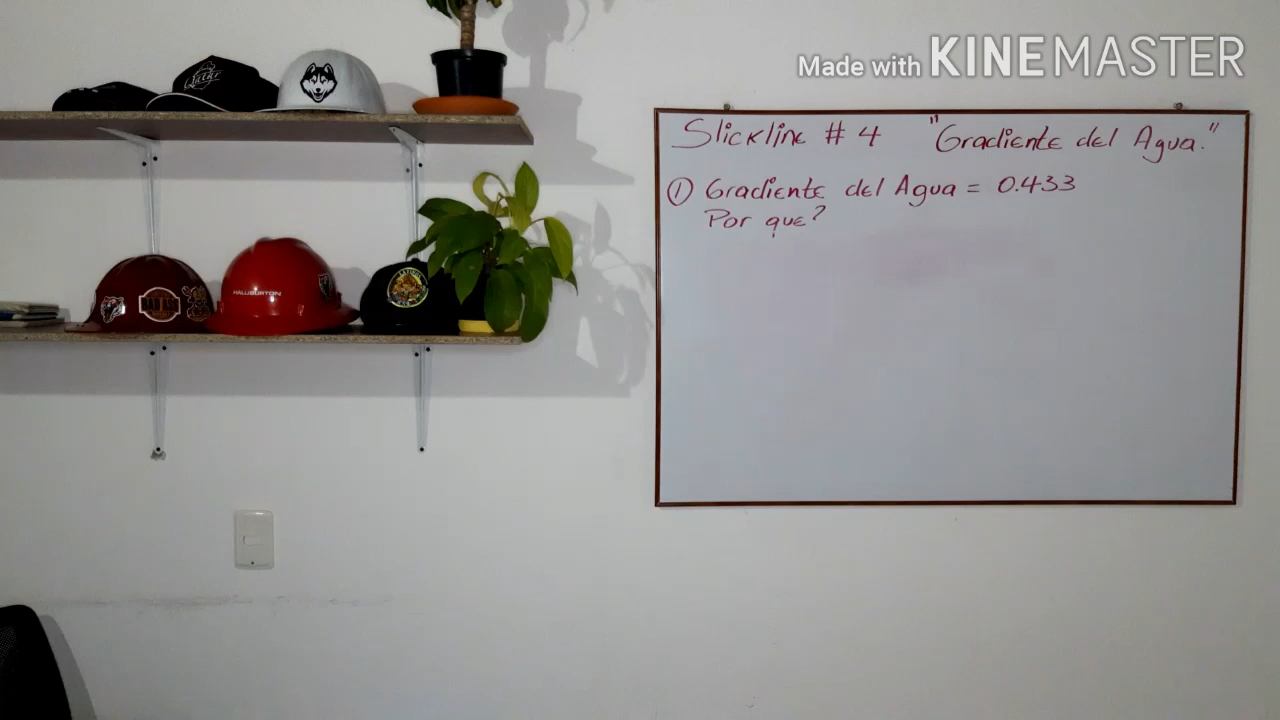 Made with KINEMASTER
Slickline # 4 "Gradiente del Agua."
① Gradiente del Agua = 0.433
Por que?
HALLIBURTON